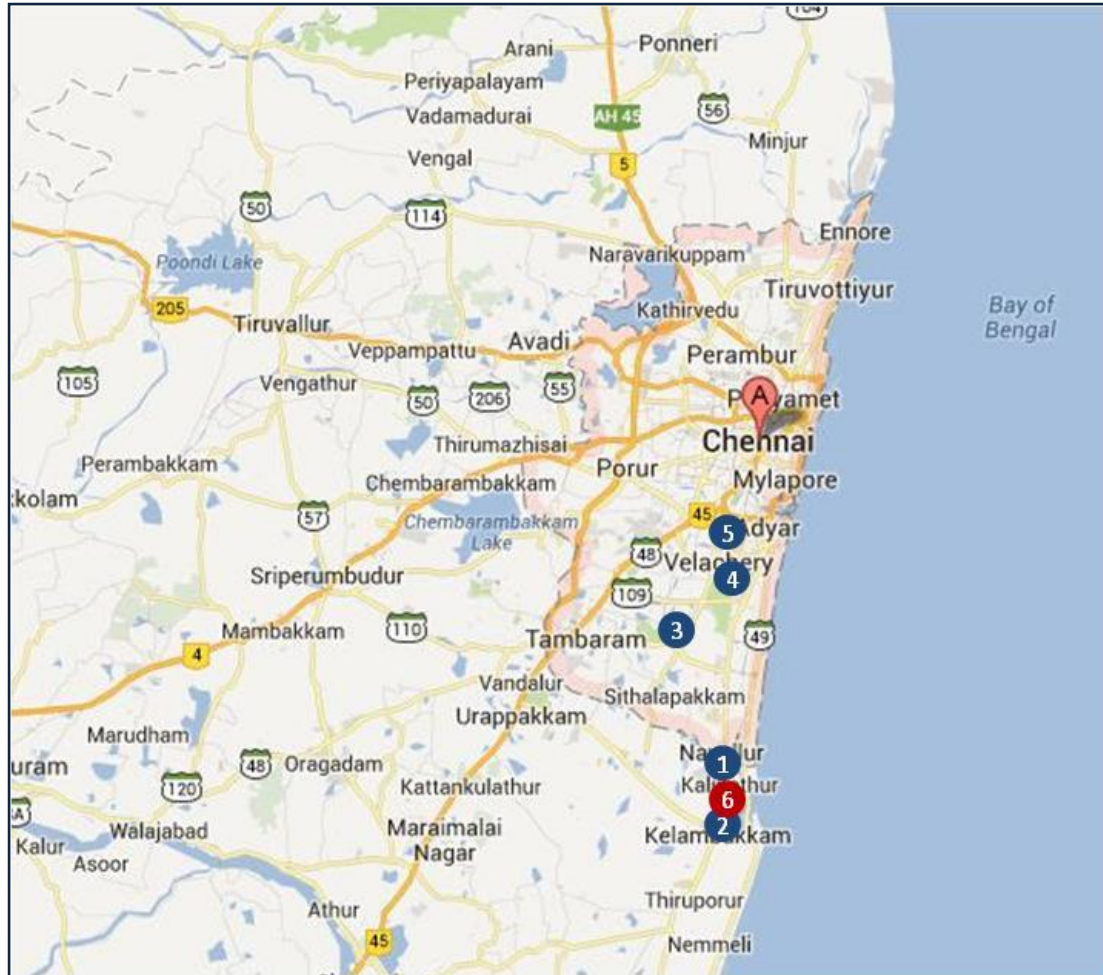 104
Arani
Ponneri
Periyapalayam
Vadamadurai
56
AH 45
Minjur
Vengal
5
50
114
Ennore
Naravarikuppam
Poondi Lake
Tiruvottiyur
Bay of
Bengal
205
Kathirvedu
Tiruvallur
Avadi
Veppampattu
Perambur
105
Vengathur
55
50
206
A
Chennai
Thirumazhisai
Perambakkam
Porur
Chembarambakkam
Mylapore
kolam
57
Chembarambakkam
Lake
45
5
Adyar
48
Velachery
Sriperumbudur
4
109
Mambakkam
110
3
Tambaram
49
4
Vandalur
Sithalapakkam
Urappakkam
Marudham
1
uram
48
Oragadam
120
Kattankulathur
6
Walajabad
Maraimalai
Nagar
2
Kalur
Asoor
Thiruporur
Athur
45
Nemmeli